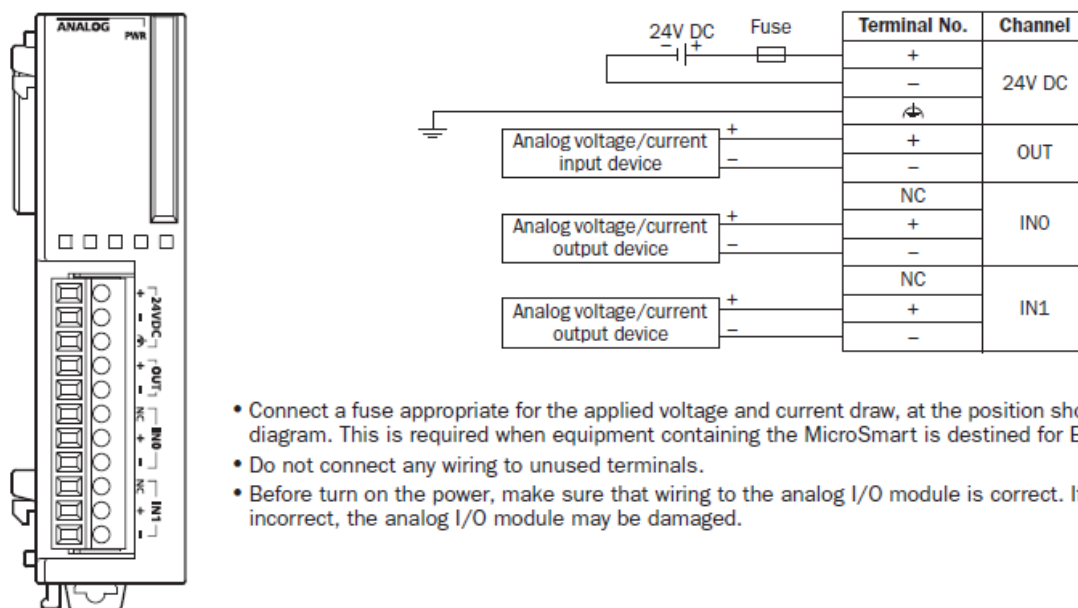 ANALOG
PWR
+
-
24VDC
+
-
OUT
NC
+
-
IN0
NC
+
-
IN1
24V DC
- +
Fuse
Analog voltage/current
input device
+
-
Analog voltage/current
output device
+
-
Analog voltage/current
output device
+
-
Terminal No. Channel
+
- 24V DC
+
- OUT
NC
+ IN0
-
NC
+ IN1
-
• Connect a fuse appropriate for the applied voltage and current draw, at the position sho
diagram. This is required when equipment containing the MicroSmart is destined for E
• Do not connect any wiring to unused terminals.
• Before turn on the power, make sure that wiring to the analog I/O module is correct. I
incorrect, the analog I/O module may be damaged.